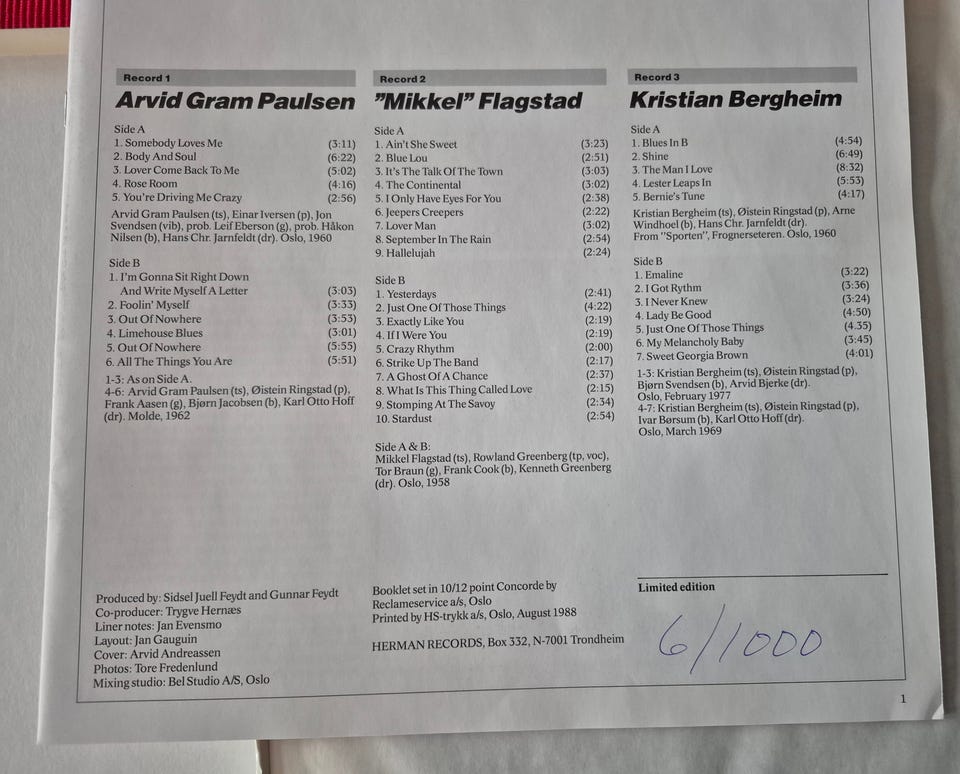 Record 1
Arvid Gram Paulsen
Side A
1. Somebody Loves Me (3:11)
2. Body And Soul (6:22)
3. Lover Come Back To Me (5:02)
4. Rose Room (4:16)
5. You're Driving Me Crazy (2:56)
Arvid Gram Paulsen (ts), Einar Iversen (p), Jon
Svendsen (vib), prob. Leif Eberson (g), prob. Håkon
Nilsen (b), Hans Chr. Jarnfeldt (dr). Oslo, 1960
Side B
1. I'm Gonna Sit Right Down
And Write Myself A Letter (3:03)
2. Foolin' Myself (3:33)
3. Out Of Nowhere (3:53)
4. Limehouse Blues (3:01)
5. Out Of Nowhere (5:55)
6. All The Things You Are (5:51)
1-3: As on Side A.
4-6: Arvid Gram Paulsen (ts), Øistein Ringstad (p),
Frank Aasen (g), Bjørn Jacobsen (b), Karl Otto Hoff
(dr). Molde, 1962
Record 2
"Mikkel" Flagstad
Side A
1. Ain't She Sweet (3:23)
2. Blue Lou (2:51)
3. It's The Talk Of The Town (3:03)
4. The Continental (3:02)
5. I Only Have Eyes For You (2:38)
6. Jeepers Creepers (2:22)
7. Lover Man (3:02)
8. September In The Rain (2:54)
9. Hallelujah (2:24)
Side B
1. Yesterdays (2:41)
2. Just One Of Those Things (4:22)
3. Exactly Like You (2:19)
4. If I Were You (2:19)
5. Crazy Rhythm (2:00)
6. Strike Up The Band (2:17)
7. A Ghost Of A Chance (2:37)
8. What Is This Thing Called Love (2:15)
9. Stomping At The Savoy (2:34)
10. Stardust (2:54)
Side A & B:
Mikkel Flagstad (ts), Rowland Greenberg (tp, voc),
Tor Braun (g), Frank Cook (b), Kenneth Greenberg
(dr). Oslo, 1958
Record 3
Kristian Bergheim
Side A
1. Blues In B (4:54)
2. Shine (6:49)
3. The Man I Love (8:32)
4. Lester Leaps In (5:53)
5. Bernie's Tune (4:17)
Kristian Bergheim (ts), Øistein Ringstad (p), Arne
Windhoel (b), Hans Chr. Jarnfeldt (dr).
From "Sporten", Frognerseteren. Oslo, 1960
Side B
1. Emaline (3:22)
2. I Got Rythm (3:36)
3. I Never Knew (3:24)
4. Lady Be Good (4:50)
5. Just One Of Those Things (4.35)
6. My Melancholy Baby (3:45)
7. Sweet Georgia Brown (4:01)
1-3: Kristian Bergheim (ts), Øistein Ringstad (p),
Bjørn Svendsen (b), Arvid Bjerke (dr).
Oslo, February 1977
4-7: Kristian Bergheim (ts), Øistein Ringstad (p),
Ivar Børsum (b), Karl Otto Hoff (dr).
Oslo, March 1969
Produced by: Sidsel Juell Feydt and Gunnar Feydt
Co-producer: Trygve Hernæs
Liner notes: Jan Evensmo
Layout: Jan Gauguin
Cover: Arvid Andreassen
Photos: Tore Fredenlund
Mixing studio: Bel Studio A/S, Oslo
Booklet set in 10/12 point Concorde by
Reclameservice a/s, Oslo
Printed by HS-trykk a/s, Oslo, August 1988
HERMAN RECORDS, Box 332, N-7001 Trondheim
Limited edition
6/1000
1